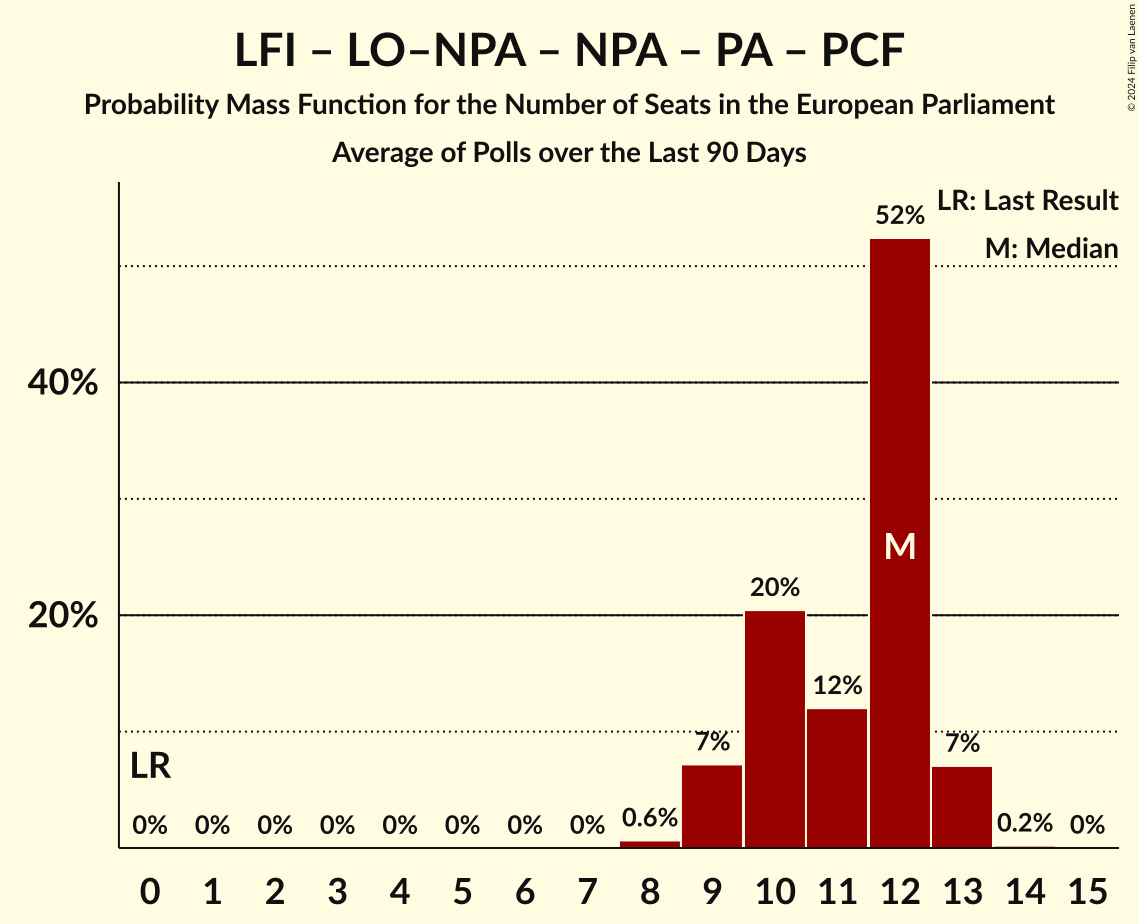 LFI – LO–NPA – NPA – PA – PCF
Probability Mass Function for the Number of Seats in the European Parliament
Average of Polls over the Last 90 Days
© 2024 Filip van Laenen
LR: Last Result
M: Median
52%
40%
M
20%
20%
12%
7%
7%
LR
0% 0% 0% 0% 0% 0% 0% 0% 0.6% 0.2% 0%
0 1 2 3 4 5 6 7 8 9 10 11 12 13 14 15